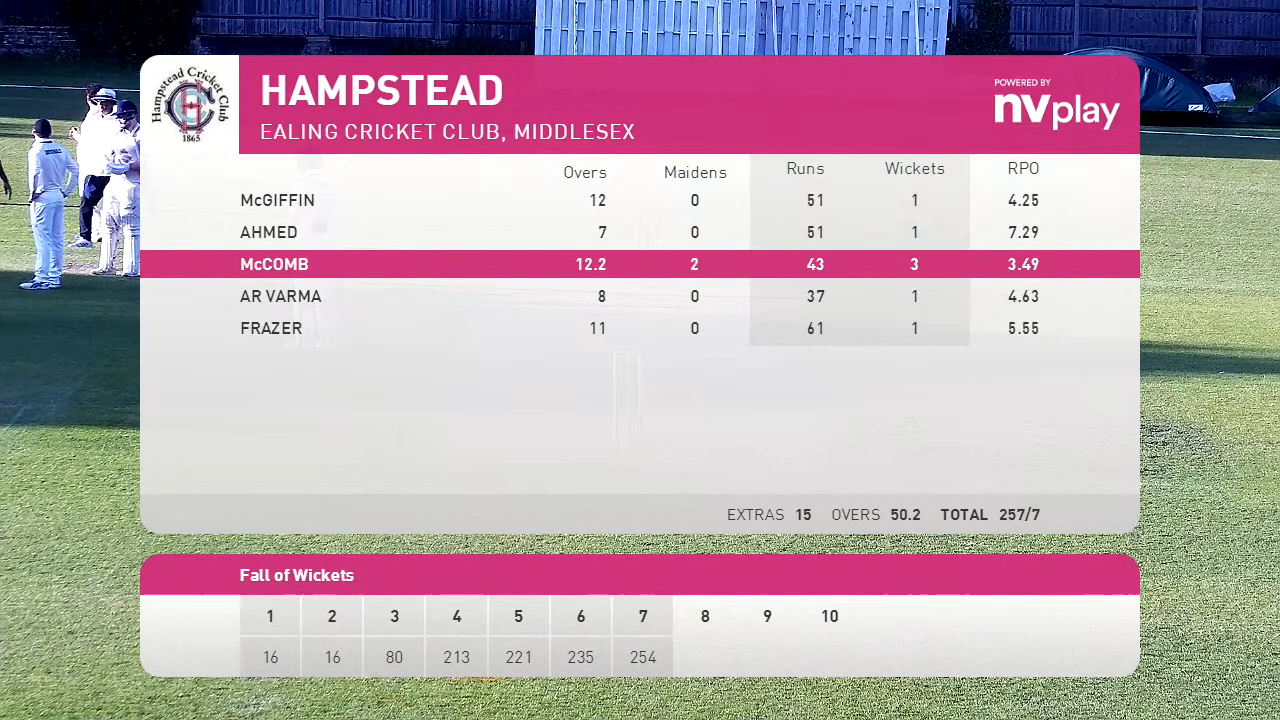 Hampstead Cricket Club
1865
HAMPSTEAD
EALING CRICKET CLUB, MIDDLESEX
POWERED BY
nvplay
Overs Maidens Runs Wickets RPO
McGIFFIN 12 0 51 1 4.25
AHMED 7 0 51 1 7.29
McCOMB 12.2 2 43 3 3.49
AR VARMA 8 0 37 1 4.63
FRAZER 11 0 61 1 5.55
EXTRAS 15 OVERS 50.2 TOTAL 257/7
Fall of Wickets
1 2 3 4 5 6 7 8 9 10
16 16 80 213 221 235 254